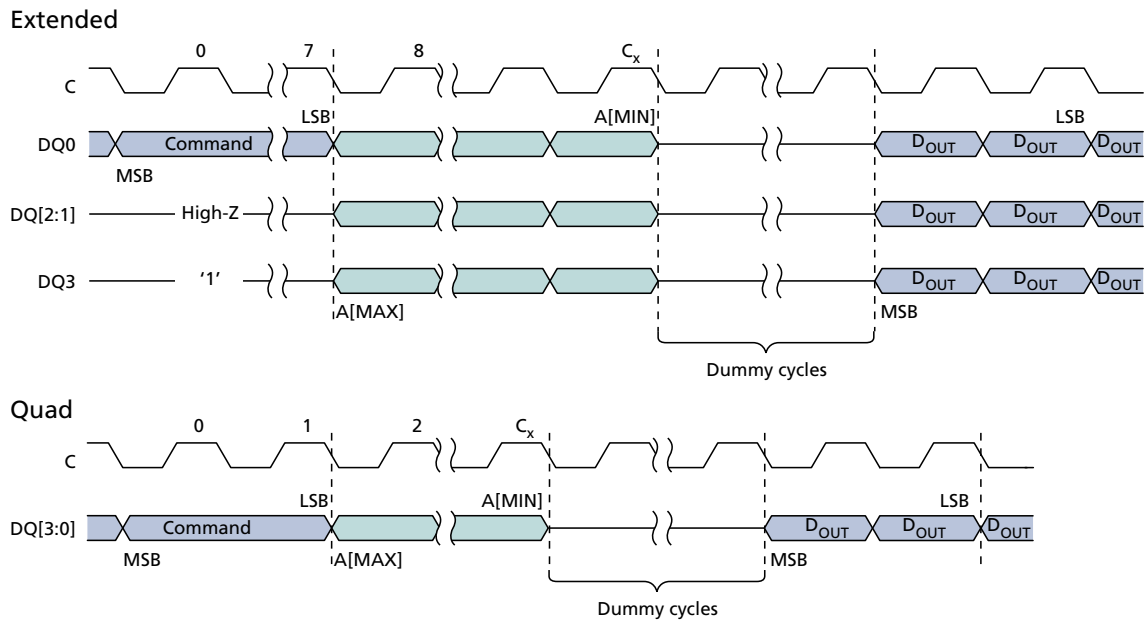 Extended
0 7 8 Cx
C
LSB A[MIN] LSB
DQ0 Command DOUT DOUT DOUT
MSB
DQ[2:1] High-Z DOUT DOUT DOUT
DQ3 '1' DOUT DOUT DOUT
A[MAX] MSB
Dummy cycles
Quad
0 1 2 Cx
C
LSB A[MIN] LSB
DQ[3:0] Command DOUT DOUT DOUT
MSB A[MAX] MSB
Dummy cycles